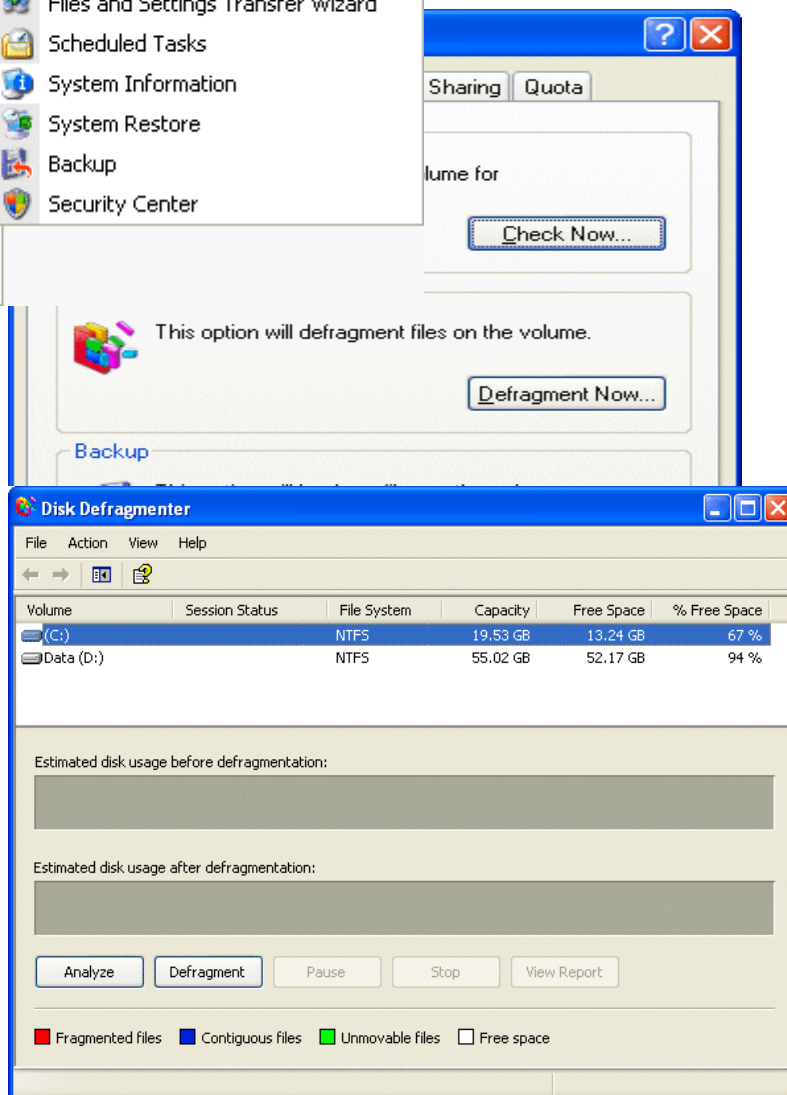 Files and Settings Transfer Wizard
Scheduled Tasks
System Information
System Restore
Backup
Security Center
Sharing Quota
lume for
Check Now...
This option will defragment files on the volume.
Defragment Now...
Backup
Disk Defragmenter
File Action View Help
Volume Session Status File System Capacity Free Space % Free Space
(C:) NTFS 19.53 GB 13.24 GB 67 %
Data (D:) NTFS 55.02 GB 52.17 GB 94 %
Estimated disk usage before defragmentation:
Estimated disk usage after defragmentation:
Analyze Defragment Pause Stop View Report
Fragmented files Contiguous files Unmovable files Free space